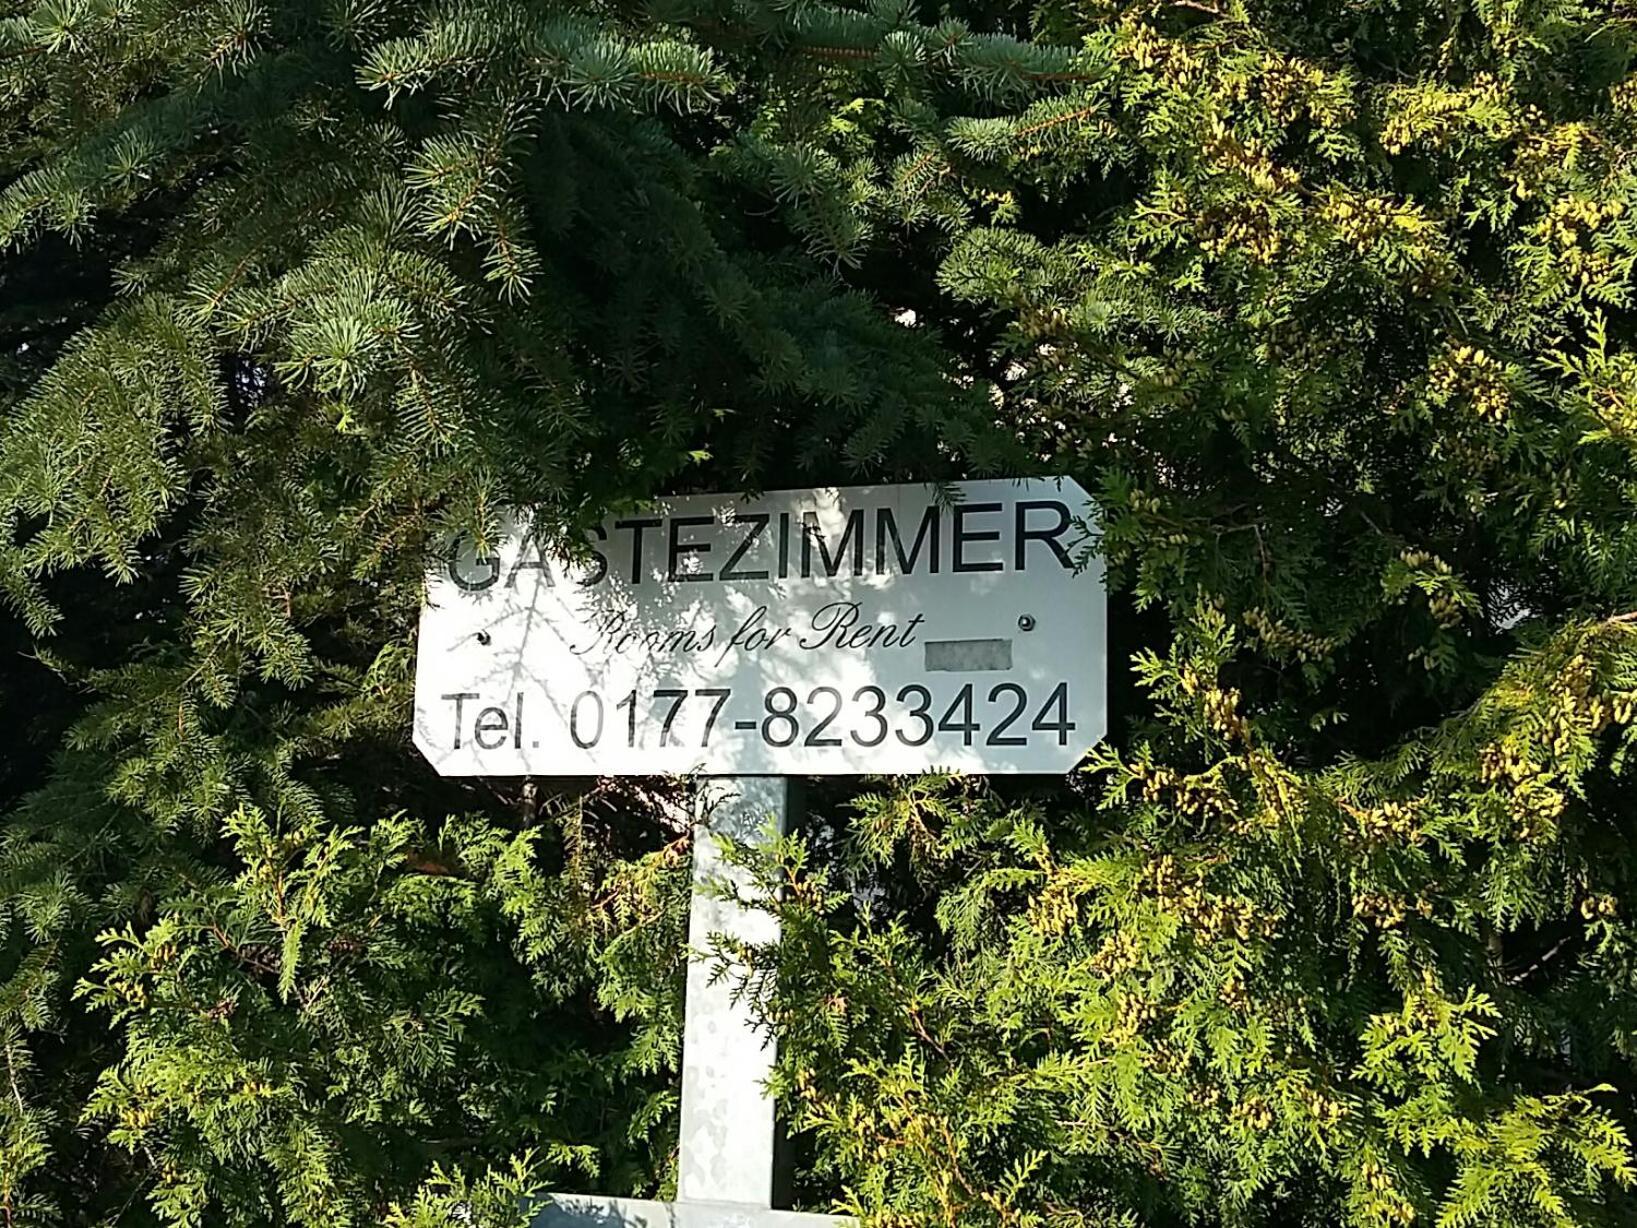 GÄSTEZIMMER
Rooms for Rent
Tel. 0177-8233424